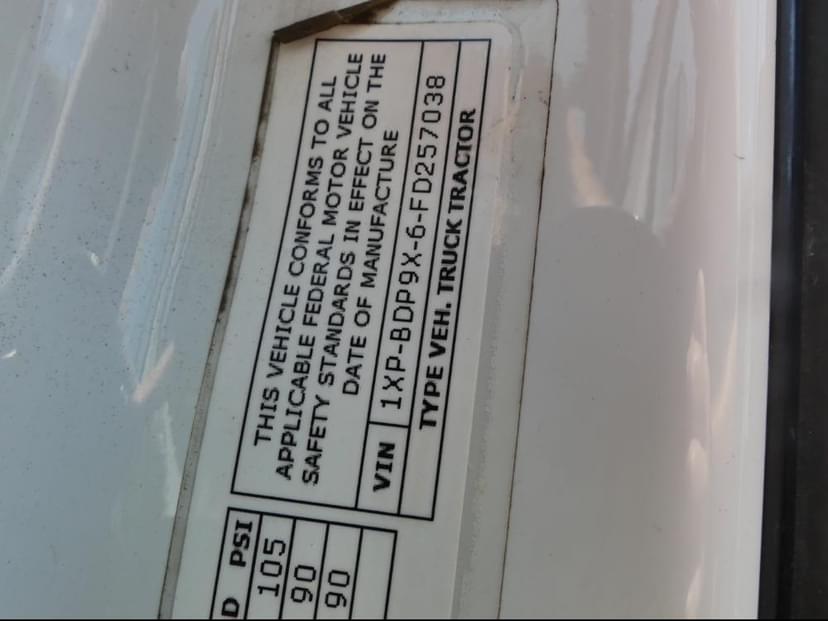 THIS VEHICLE CONFORMS TO ALL
APPLICABLE FEDERAL MOTOR VEHICLE
SAFETY STANDARDS IN EFFECT ON THE
DATE OF MANUFACTURE
VIN 1XP-BDP9X-6-FD257038
TYPE VEH. TRUCK TRACTOR
D PSI
105
90
90